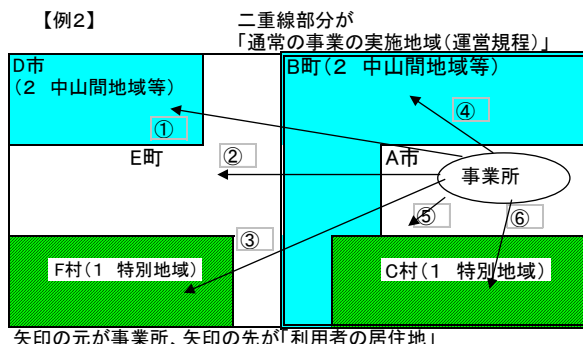 【例2】
二重線部分が
「通常の事業の実施地域(運営規程)」
D市
(2 中山間地域等)
B町(2 中山間地域等)
①
④
E町
②
A市
事業所
⑤
⑥
③
F村(1 特別地域)
C村(1 特別地域)
矢印の元が事業所、矢印の先が「利用者の居住地」